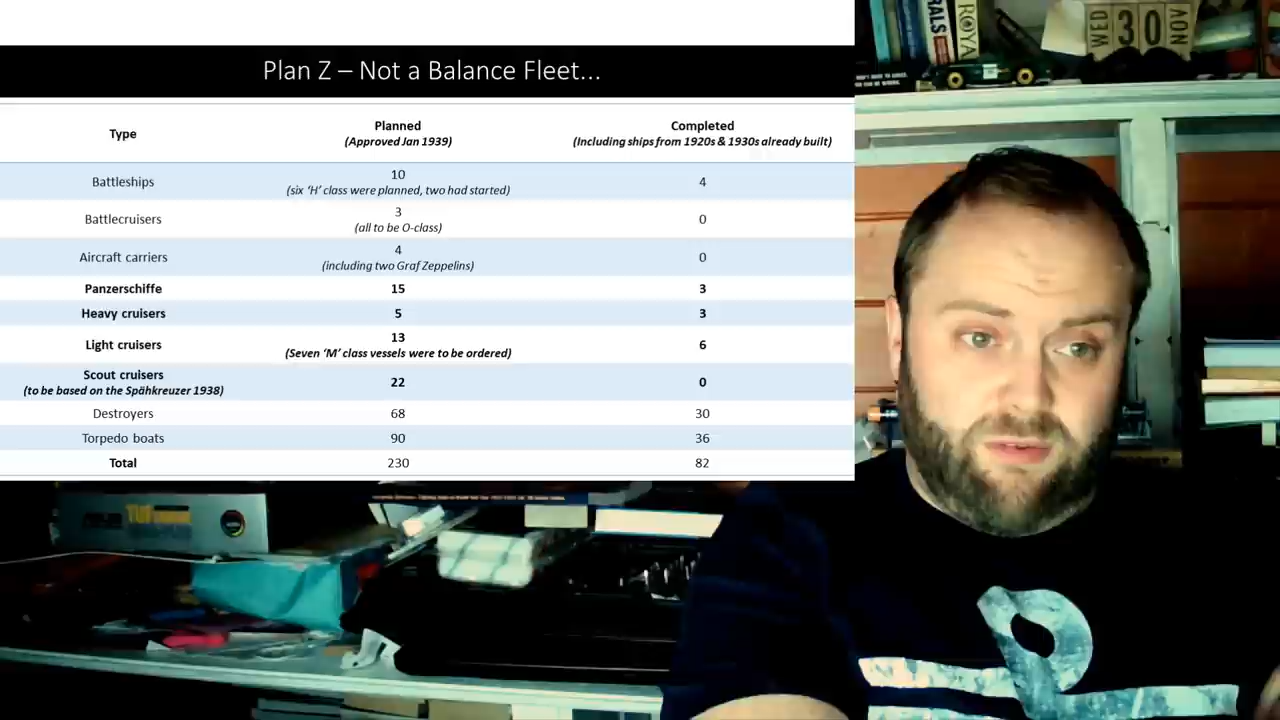 Plan Z – Not a Balance Fleet...
Type
Planned
(Approved Jan 1939)
Completed
(Including ships from 1920s & 1930s already built)
Battleships
10
(six 'H' class were planned, two had started)
4
Battlecruisers
3
(all to be O-class)
0
Aircraft carriers
4
(including two Graf Zeppelins)
0
Panzerschiffe
15
3
Heavy cruisers
5
3
Light cruisers
13
(Seven 'M' class vessels were to be ordered)
6
Scout cruisers
(to be based on the Spähkreuzer 1938)
22
0
Destroyers
68
30
Torpedo boats
90
36
Total
230
82
WED
30
NOV
ROYA
TUF